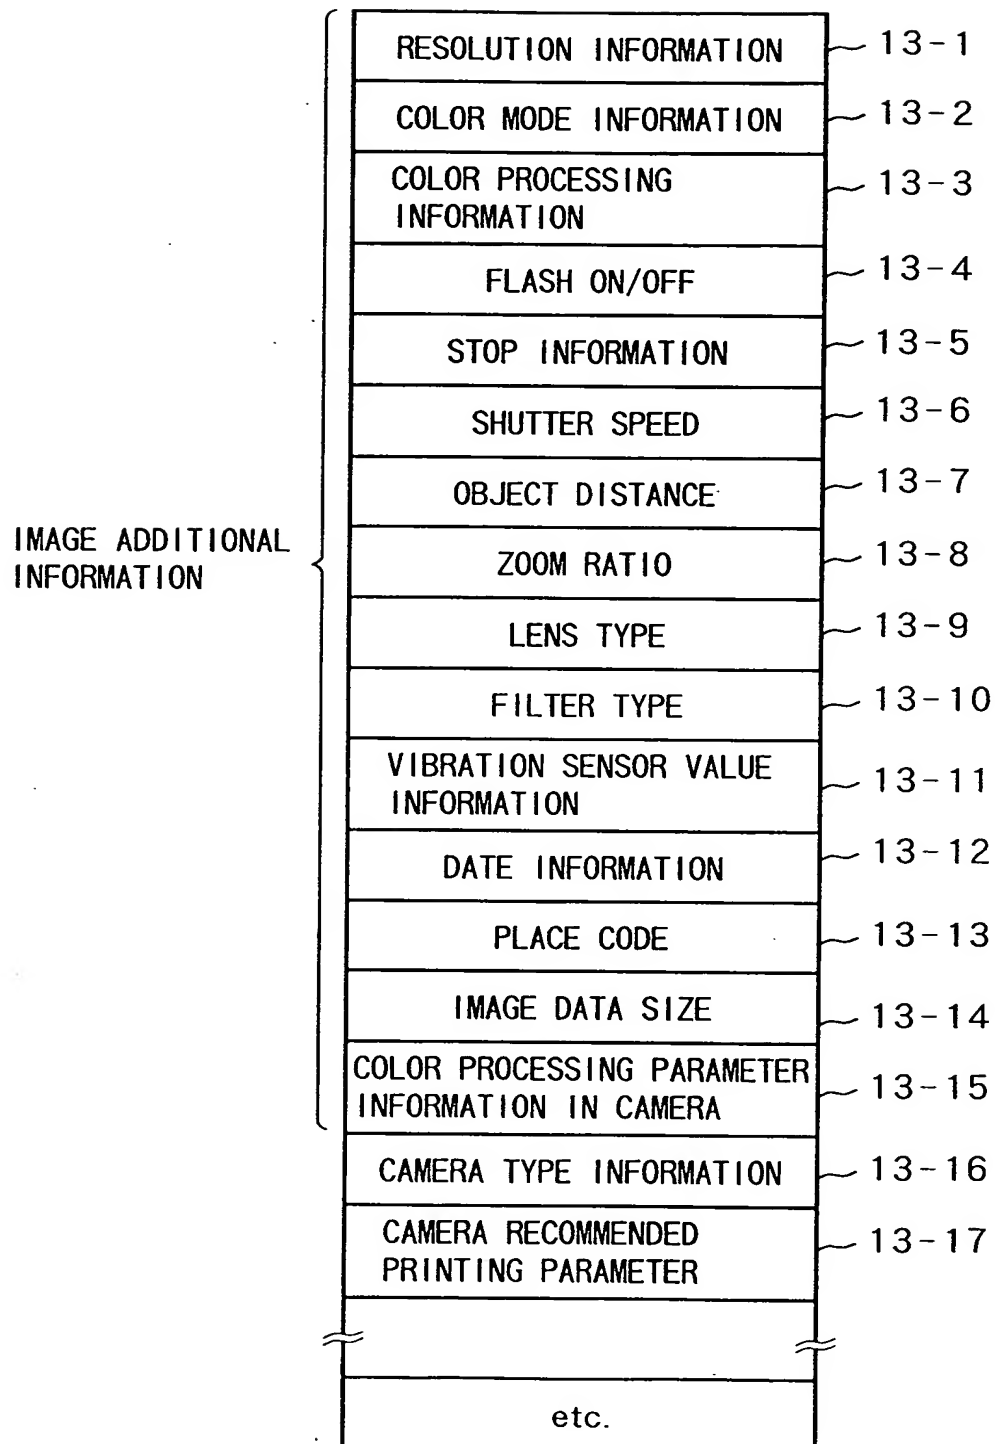 RESOLUTION INFORMATION 13-1
COLOR MODE INFORMATION 13-2
COLOR PROCESSING
INFORMATION 13-3
FLASH ON/OFF 13-4
STOP INFORMATION 13-5
SHUTTER SPEED 13-6
OBJECT DISTANCE 13-7
IMAGE ADDITIONAL
INFORMATION
ZOOM RATIO 13-8
LENS TYPE 13-9
FILTER TYPE 13-10
VIBRATION SENSOR VALUE
INFORMATION 13-11
DATE INFORMATION 13-12
PLACE CODE 13-13
IMAGE DATA SIZE 13-14
COLOR PROCESSING PARAMETER
INFORMATION IN CAMERA 13-15
CAMERA TYPE INFORMATION 13-16
CAMERA RECOMMENDED
PRINTING PARAMETER 13-17
etc.